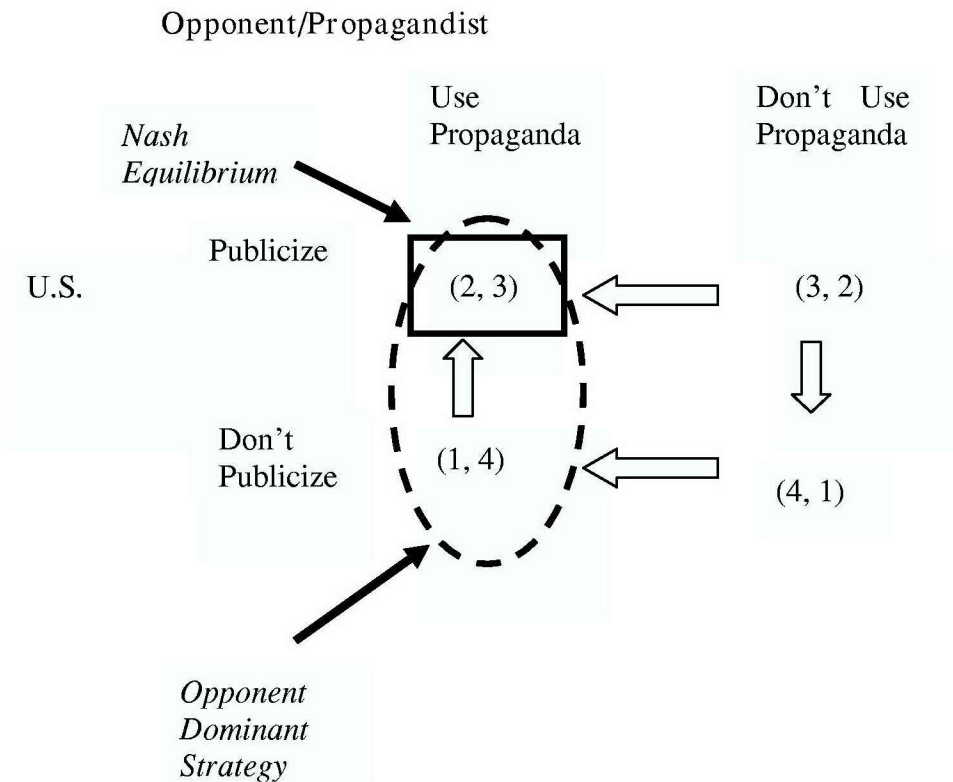 Opponent/Propagandist
Use
Propaganda
Don't Use
Propaganda
Nash
Equilibrium
Publicize
U.S.
(2, 3)
(3, 2)
Don't
Publicize
(1, 4)
(4, 1)
Opponent
Dominant
Strategy